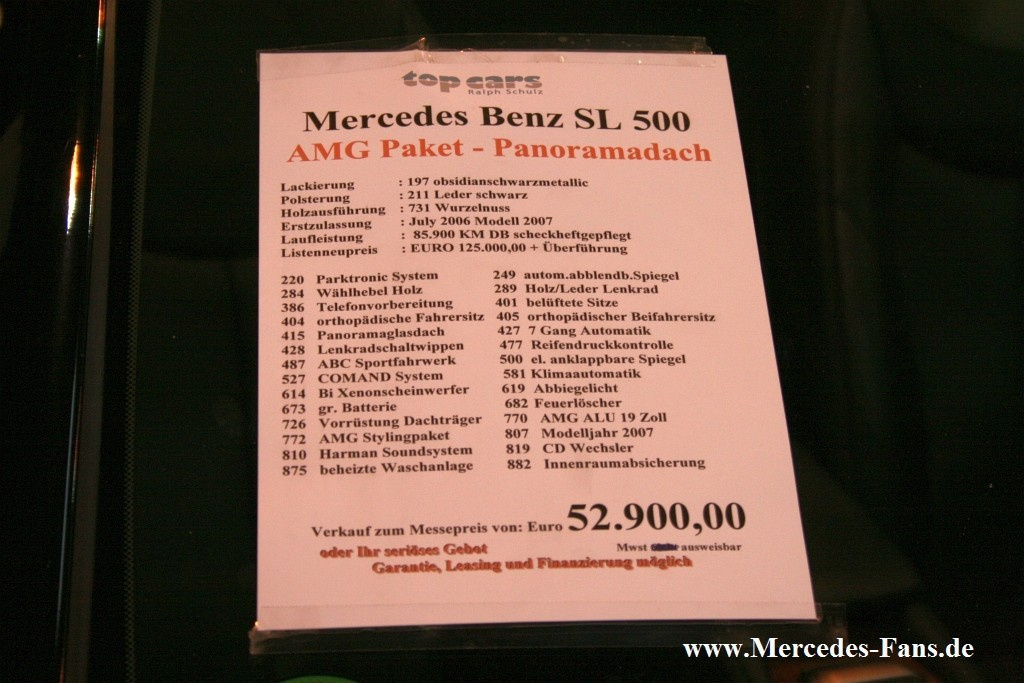 top cars
Ralph Schulz
Mercedes Benz SL 500
AMG Paket - Panoramadach
Lackierung : 197 obsidianschwarzmetallic
Polsterung : 211 Leder schwarz
Holzausführung : 731 Wurzelnuss
Erstzulassung : July 2006 Modell 2007
Laufleistung : 85.900 KM DB scheckheftgepflegt
Listenneupreis : EURO 125.000,00 + Überführung
220 Parktronic System 249 autom.abblendb.Spiegel
284 Wählhebel Holz 289 Holz/Leder Lenkrad
386 Telefonvorbereitung 401 belüftete Sitze
404 orthopädische Fahrersitz 405 orthopädischer Beifahrersitz
415 Panoramaglasdach 427 7 Gang Automatik
428 Lenkradschaltwippen 477 Reifendruckkontrolle
487 ABC Sportfahrwerk 500 el. anklappbare Spiegel
527 COMAND System 581 Klimaautomatik
614 Bi Xenonscheinwerfer 619 Abbiegelicht
673 gr. Batterie 682 Feuerlöscher
726 Vorrüstung Dachträger 770 AMG ALU 19 Zoll
772 AMG Stylingpaket 807 Modelljahr 2007
810 Harman Soundsystem 819 CD Wechsler
875 beheizte Waschanlage 882 Innenraumabsicherung
Verkauf zum Messepreis von: Euro 52.900,00
oder Ihr seriöses Gebot Mwst ausweisbar
Garantie, Leasing und Finanzierung möglich
www.Mercedes-Fans.de